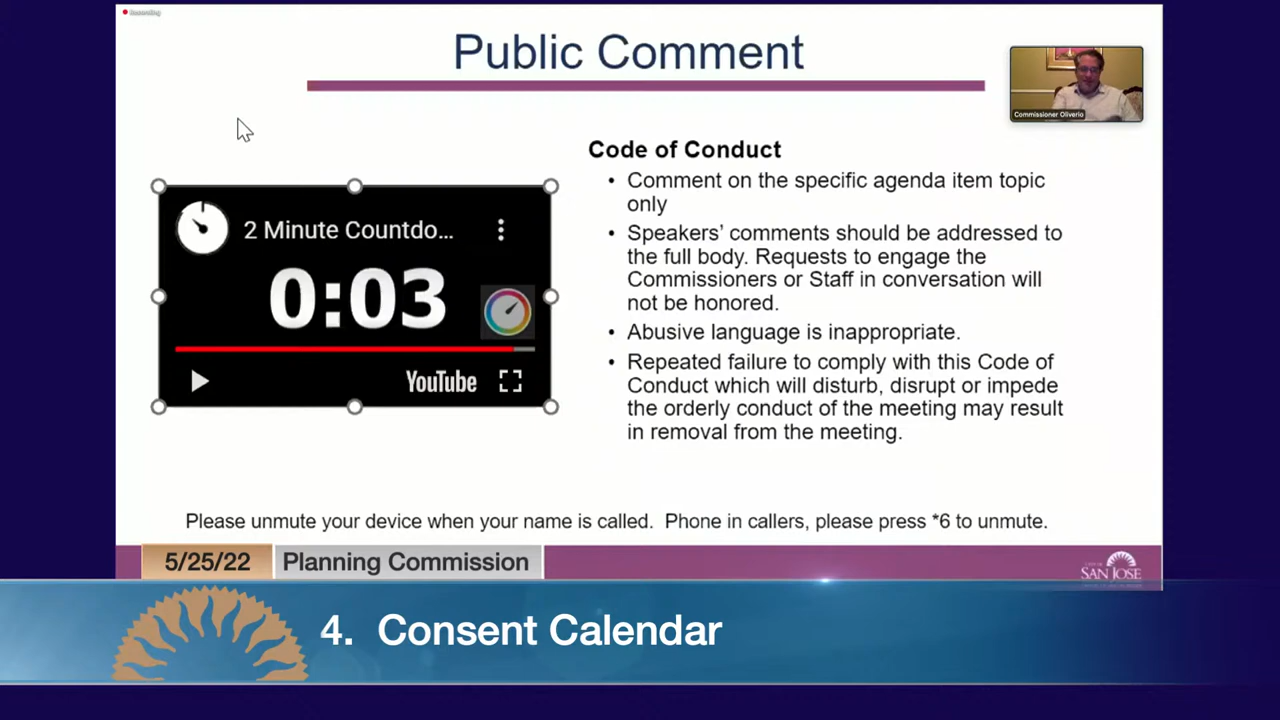 Recording
Public Comment
Commissioner Oliverio
Code of Conduct
• Comment on the specific agenda item topic
only
• Speakers' comments should be addressed to
the full body. Requests to engage the
Commissioners or Staff in conversation will
not be honored.
• Abusive language is inappropriate.
• Repeated failure to comply with this Code of
Conduct which will disturb, disrupt or impede
the orderly conduct of the meeting may result
in removal from the meeting.
2 Minute Countdo...
0:03
YouTube
Please unmute your device when your name is called. Phone in callers, please press *6 to unmute.
5/25/22 Planning Commission
CITY OF
SAN JOSE
4. Consent Calendar